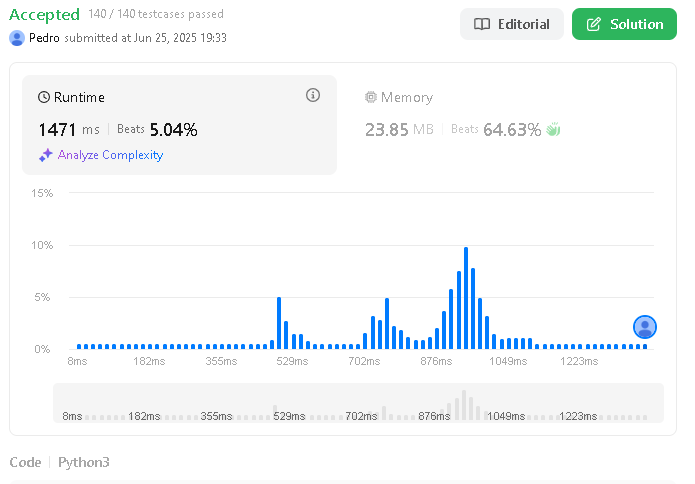 Accepted 140 / 140 testcases passed
Pedro submitted at Jun 25, 2025 19:33
Editorial
Solution
Runtime
1471 ms | Beats 5.04%
Analyze Complexity
Memory
23.85 MB | Beats 64.63%
15%
10%
5%
0%
8ms 182ms 355ms 529ms 702ms 876ms 1049ms 1223ms
8ms 182ms 355ms 529ms 702ms 876ms 1049ms 1223ms
Code | Python3